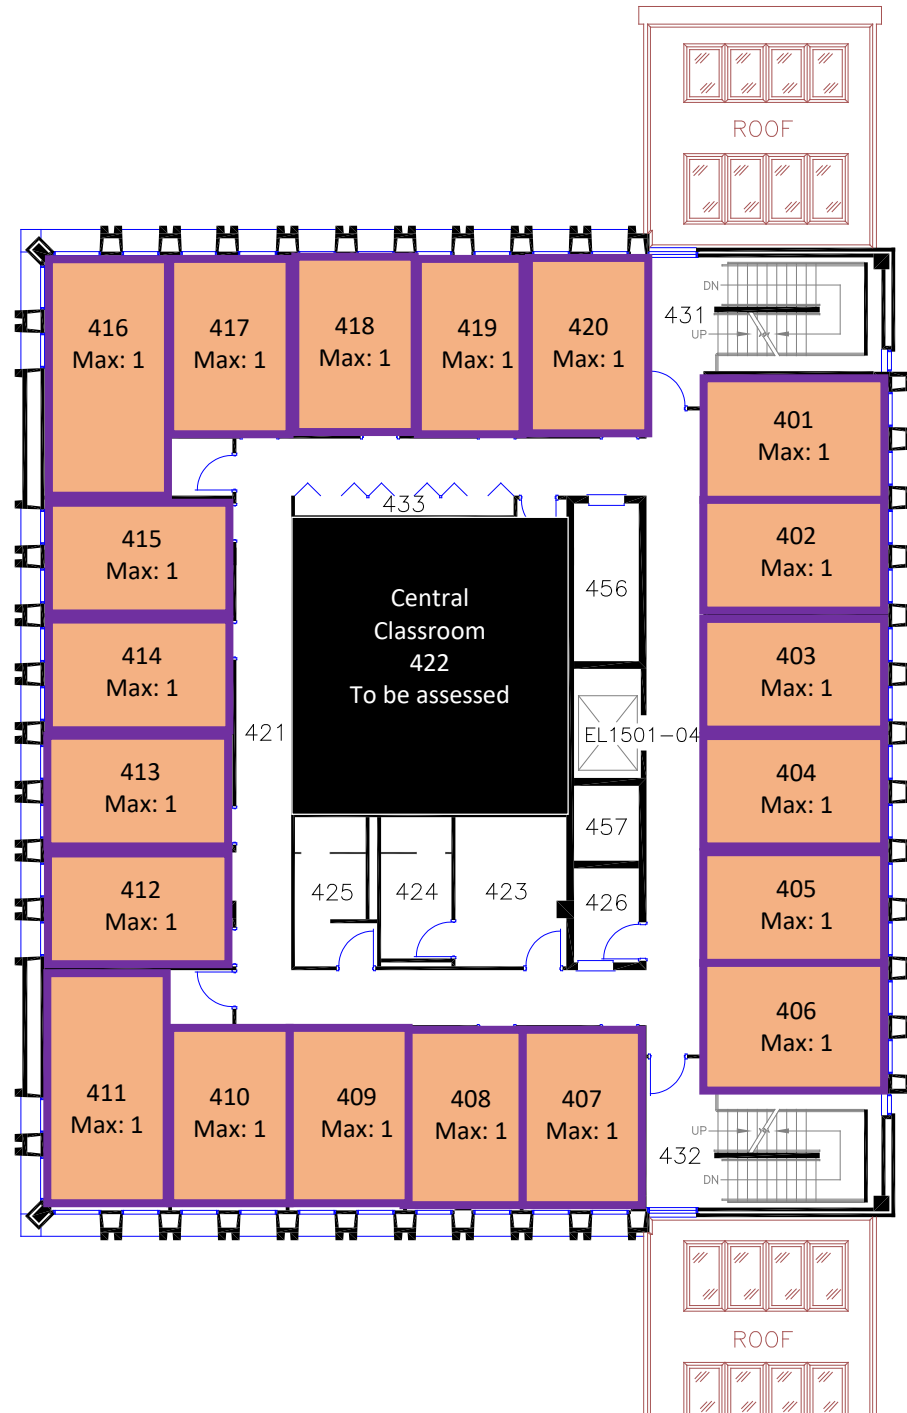 ROOF
416
Max: 1
417
Max: 1
418
Max: 1
419
Max: 1
420
Max: 1
431
DN
UP
401
Max: 1
433
415
Max: 1
402
Max: 1
456
Central
Classroom
422
To be assessed
414
Max: 1
403
Max: 1
421
EL1501-04
413
Max: 1
404
Max: 1
457
412
Max: 1
425
424
423
426
405
Max: 1
406
Max: 1
411
Max: 1
410
Max: 1
409
Max: 1
408
Max: 1
407
Max: 1
432
UP
DN
ROOF